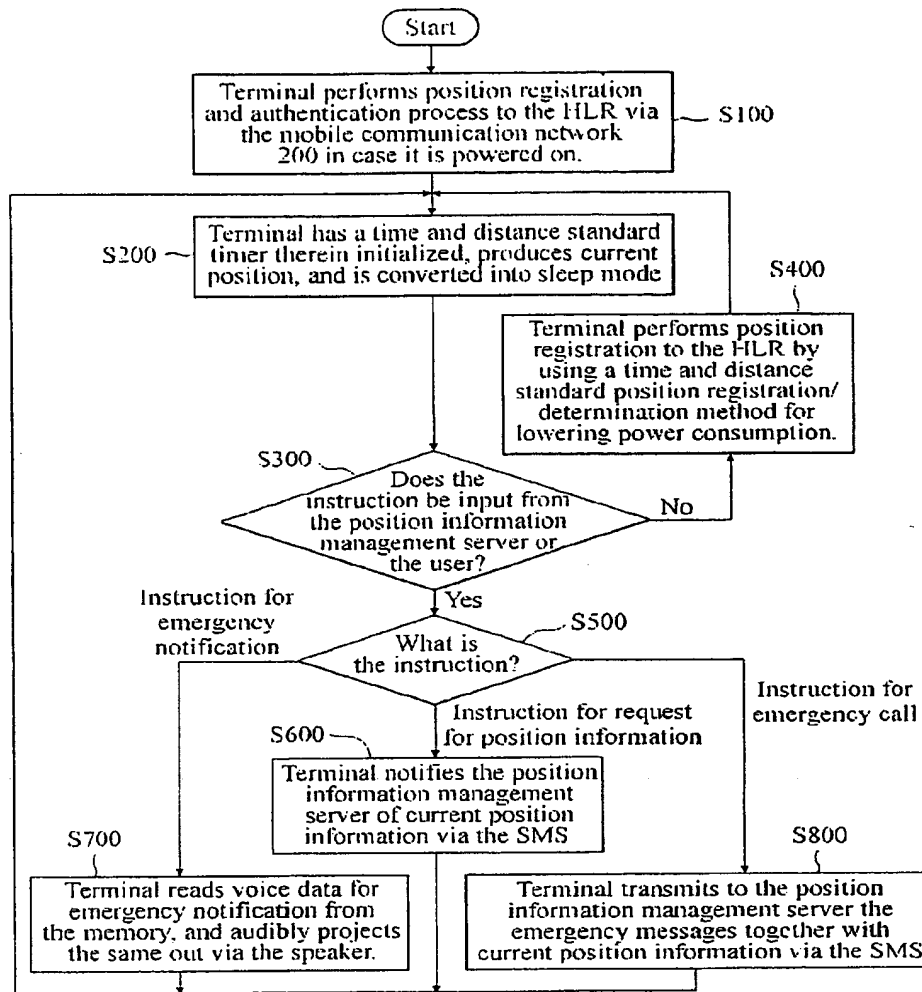 Start
Terminal performs position registration
and authentication process to the HLR via
the mobile communication network
200 in case it is powered on.
S100
S200
Terminal has a time and distance standard
timer therein initialized, produces current
position, and is converted into sleep mode
S400
Terminal performs position
registration to the HLR by
using a time and distance
standard position registration/
determination method for
lowering power consumption.
S300
Does the
instruction be input from
the position information
management server or
the user?
No
Yes
Instruction for
emergency
notification
S500
What is
the instruction?
Instruction for
emergency call
Instruction for request
for position information
S600
Terminal notifies the position
information management
server of current position
information via the SMS
S700
Terminal reads voice data for
emergency notification from
the memory, and audibly projects
the same out via the speaker.
S800
Terminal transmits to the position
information management server the
emergency messages together with
current position information via the SMS